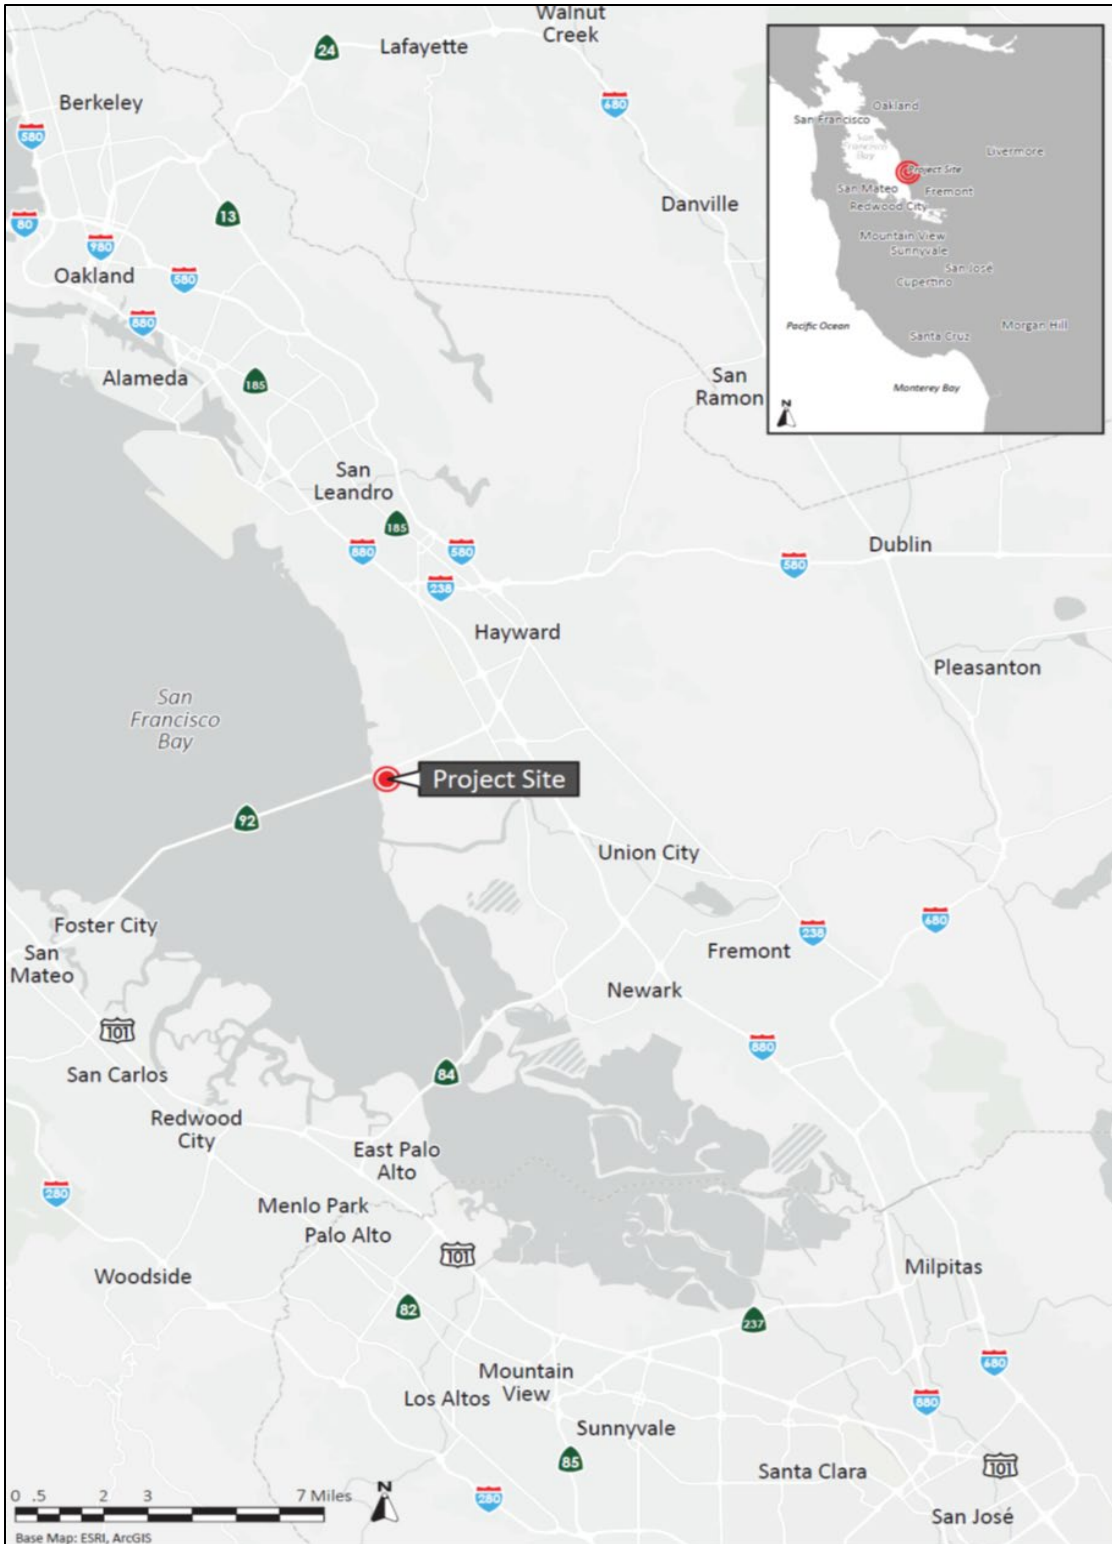 Walnut
Creek
24
Lafayette
680
Berkeley
580
Danville
13
80
980
Oakland
580
880
Alameda
185
San
Ramon
San
Leandro
185
880
580
238
580
Dublin
Hayward
Pleasanton
San
Francisco
Bay
Project Site
92
Union City
Foster City
San
Mateo
238
680
Fremont
Newark
101
880
San Carlos
84
Redwood
City
East Palo
Alto
280
Menlo Park
Palo Alto
101
Woodside
Milpitas
82
237
680
Mountain
View
Los Altos
880
Sunnyvale
85
Santa Clara
101
280
San José
0 .5 2 3 7 Miles
N
Base Map: ESRI, ArcGIS
Oakland
San Francisco
San
Francisco
Bay
Livermore
Project Site
San Mateo
Fremont
Redwood City
Mountain View
Sunnyvale
San José
Cupertino
Pacific Ocean
Santa Cruz
Morgan Hill
Monterey Bay
N